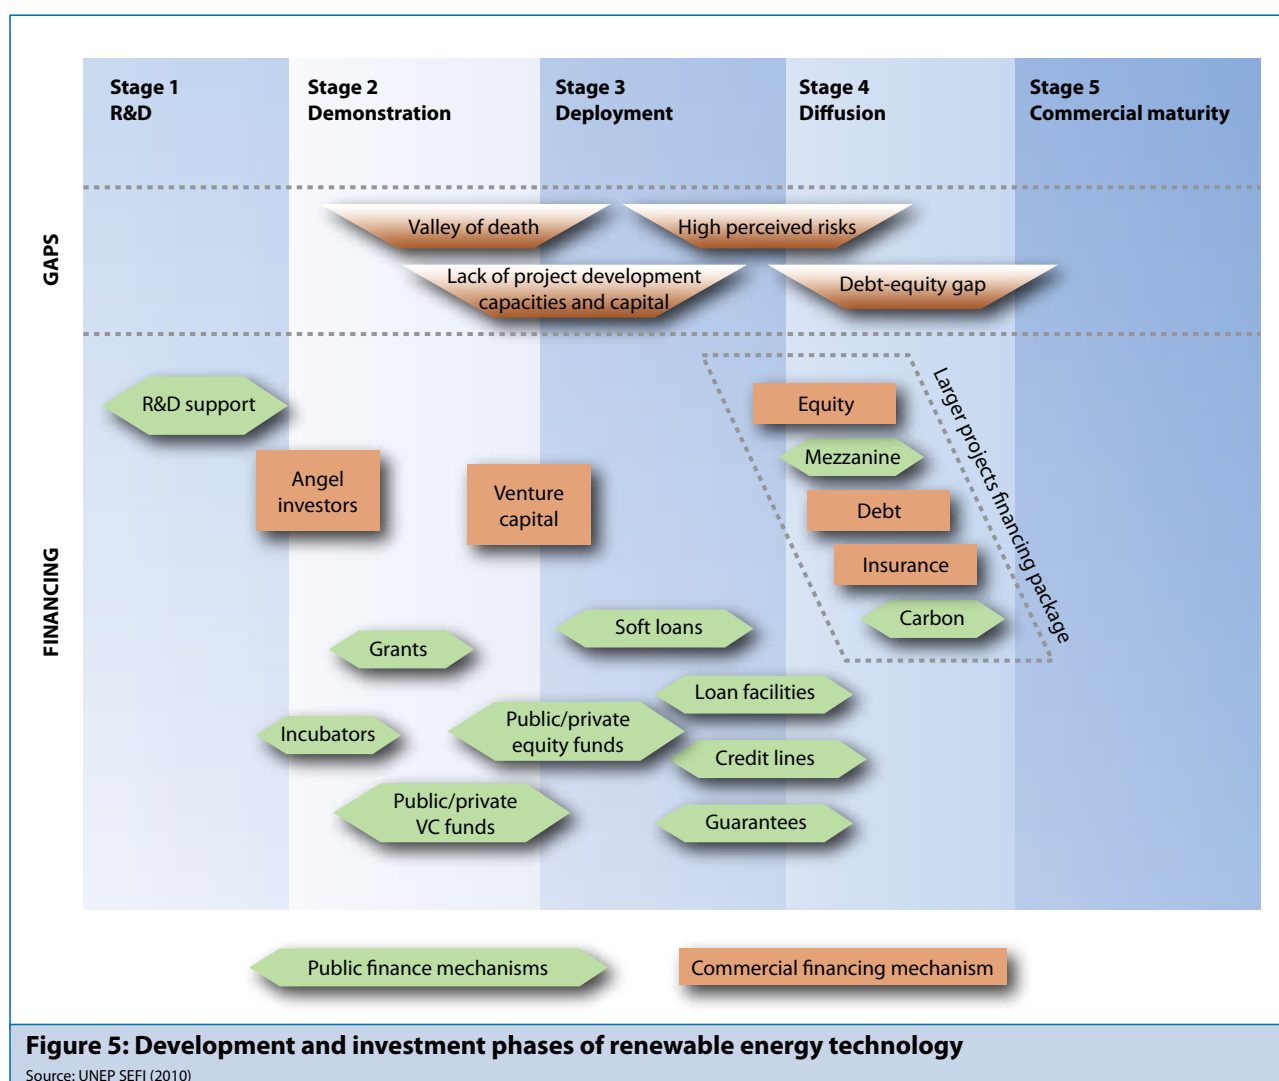 Stage 1
R&D
Stage 2
Demonstration
Stage 3
Deployment
Stage 4
Diffusion
Stage 5
Commercial maturity
GAPS
Valley of death
High perceived risks
Lack of project development
capacities and capital
Debt-equity gap
FINANCING
R&D support
Angel
investors
Venture
capital
Equity
Mezzanine
Debt
Insurance
Carbon
Larger projects financing package
Soft loans
Grants
Loan facilities
Incubators
Public/private
equity funds
Credit lines
Public/private
VC funds
Guarantees
Public finance mechanisms
Commercial financing mechanism
Figure 5: Development and investment phases of renewable energy technology
Source: UNEP SEFI (2010)